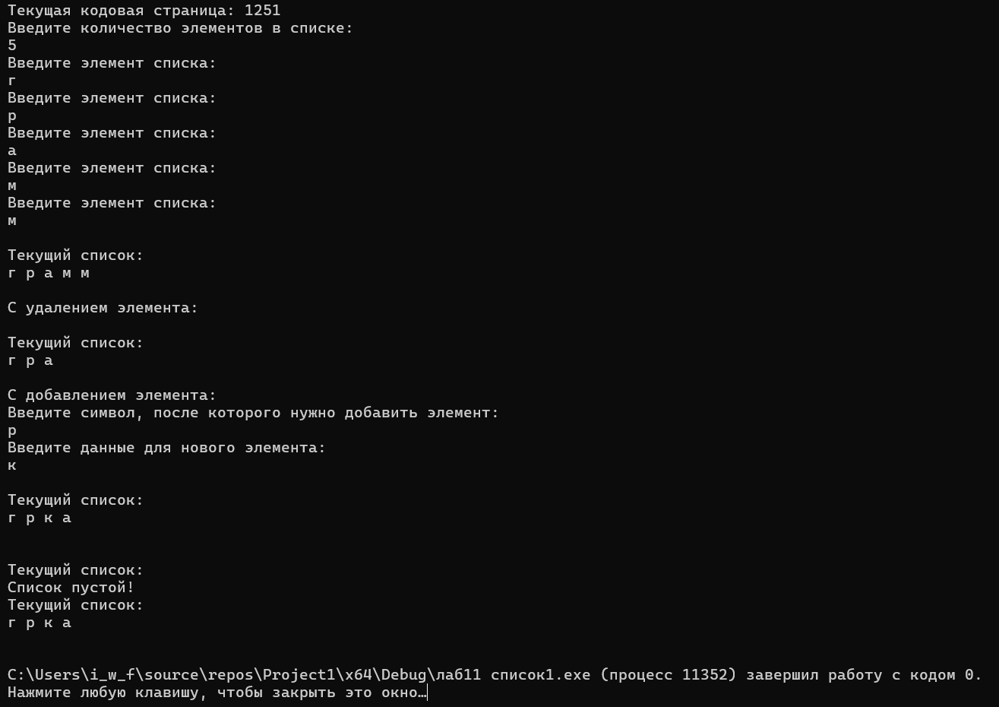 Текущая кодовая страница: 1251
Введите количество элементов в списке:
5
Введите элемент списка:
г
Введите элемент списка:
р
Введите элемент списка:
а
Введите элемент списка:
м
Введите элемент списка:
м
Текущий список:
г р а м м
С удалением элемента:
Текущий список:
г р а
С добавлением элемента:
Введите символ, после которого нужно добавить элемент:
р
Введите данные для нового элемента:
к
Текущий список:
г р к а
Текущий список:
Список пустой!
Текущий список:
г р к а
C:\Users\i_w_f\source\repos\Project1\x64\Debug\лаб11 список1.exe (процесс 11352) завершил работу с кодом 0.
Нажмите любую клавишу, чтобы закрыть это окно…